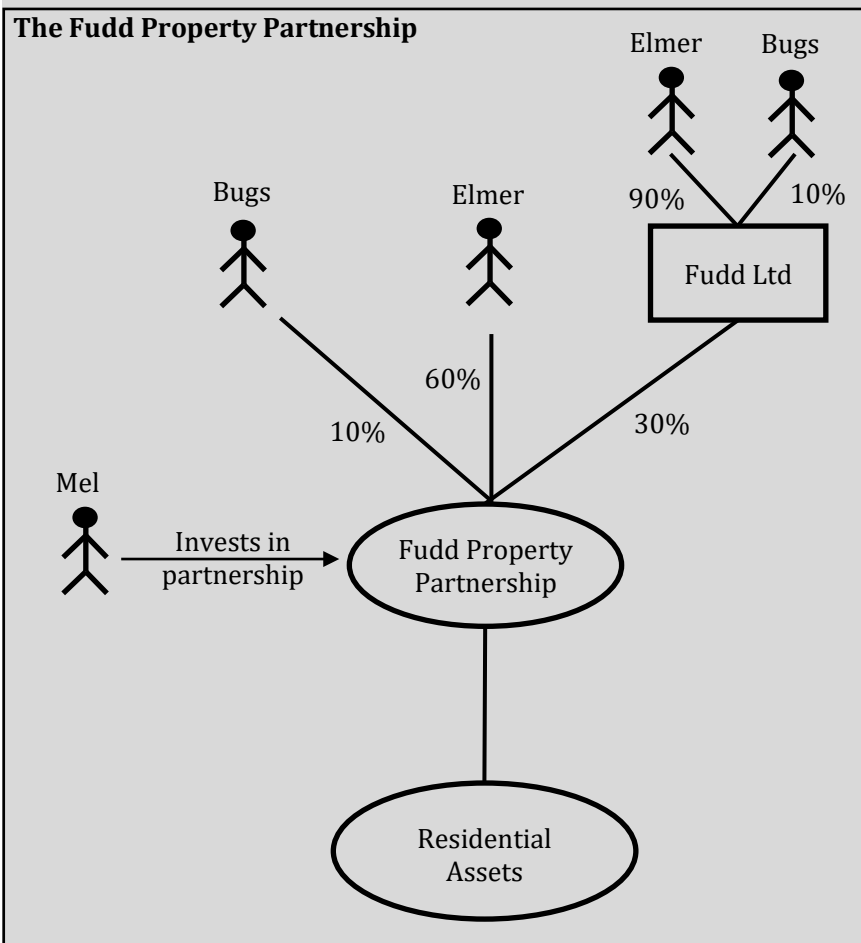 The Fudd Property Partnership
Elmer
Bugs
90%
10%
Fudd Ltd
Bugs
Elmer
60%
10%
30%
Mel
Invests in
partnership
Fudd Property
Partnership
Residential
Assets